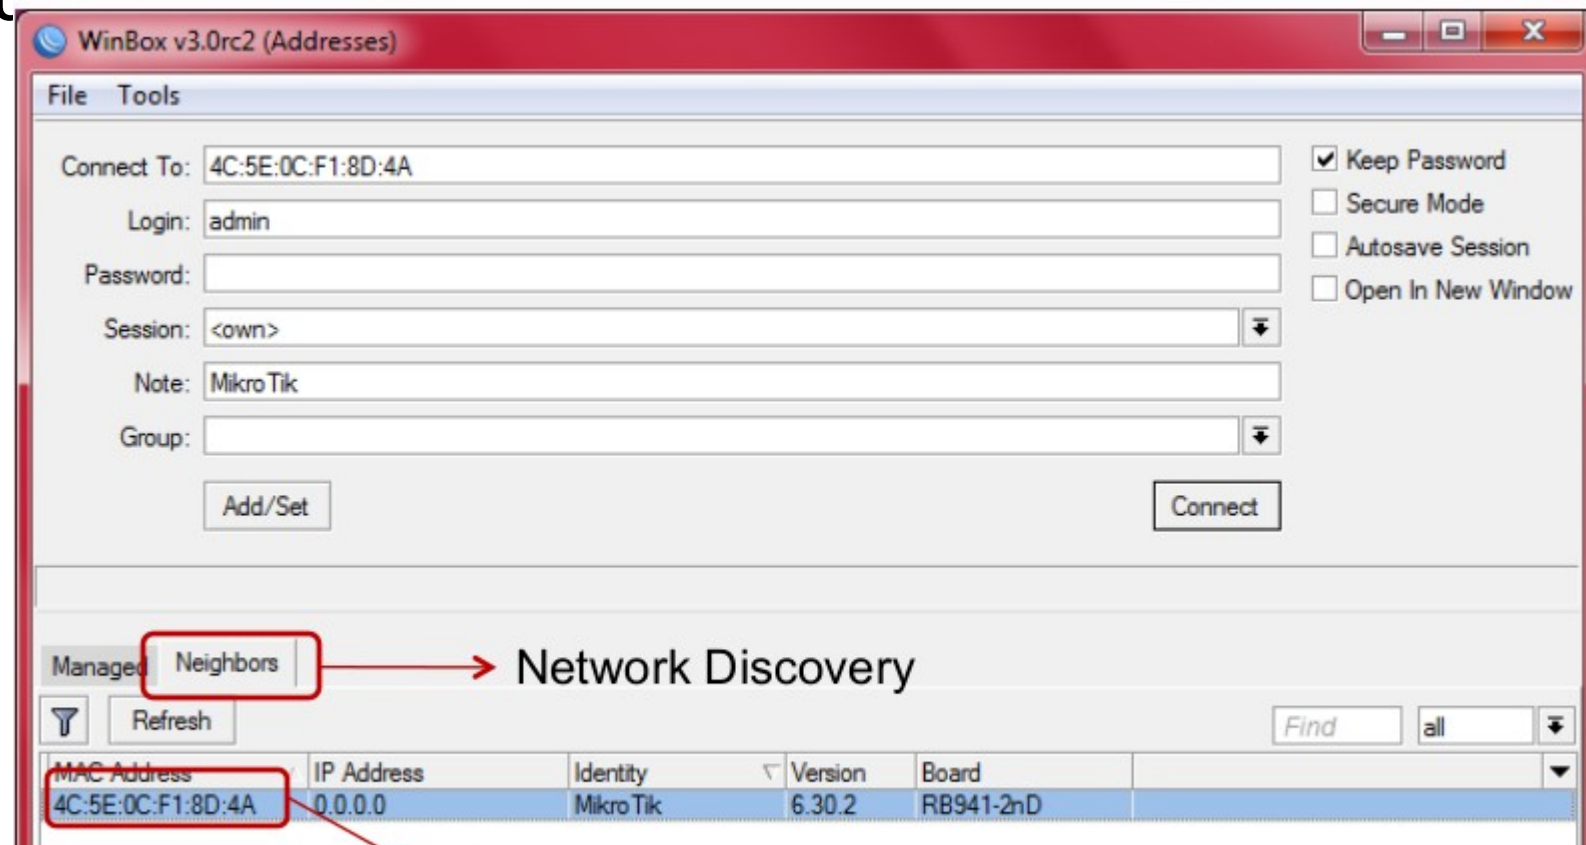 WinBox v3.0rc2 (Addresses)
File Tools
Connect To: 4C:5E:0C:F1:8D:4A
Keep Password
Secure Mode
Login: admin
Autosave Session
Password:
Open In New Window
Session: <own>
Note: MikroTik
Group:
Add/Set Connect
Managed Neighbors Network Discovery
Refresh Find all
MAC Address IP Address Identity Version Board
4C:5E:0C:F1:8D:4A 0.0.0.0 MikroTik 6.30.2 RB941-2nD